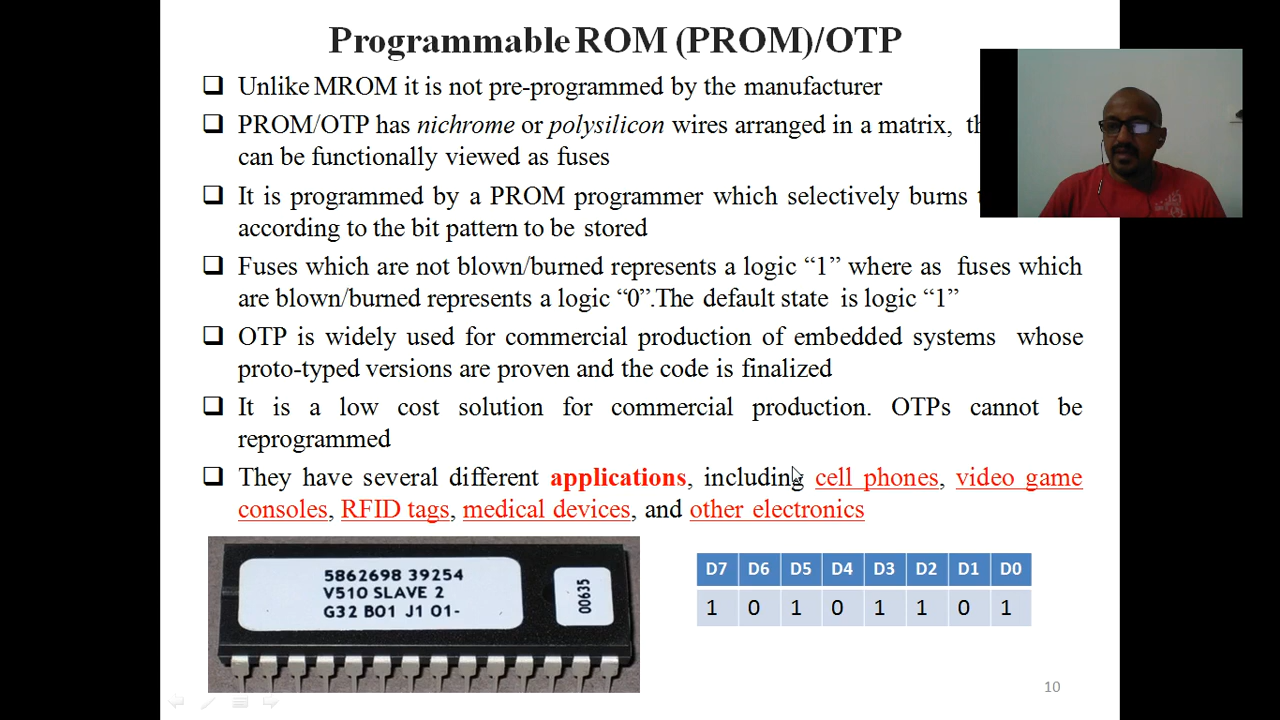 Programmable ROM (PROM)/OTP
Unlike MROM it is not pre-programmed by the manufacturer
PROM/OTP has nichrome or polysilicon wires arranged in a matrix,
can be functionally viewed as fuses
It is programmed by a PROM programmer which selectively burns
according to the bit pattern to be stored
Fuses which are not blown/burned represents a logic “1” where as fuses which
are blown/burned represents a logic “0”.The default state is logic “1”
OTP is widely used for commercial production of embedded systems whose
proto-typed versions are proven and the code is finalized
It is a low cost solution for commercial production. OTPs cannot be
reprogrammed
They have several different applications, including cell phones, video game
consoles, RFID tags, medical devices, and other electronics
5862698 39254
V510 SLAVE 2
G32 B01 J1 01-
00635
D7 D6 D5 D4 D3 D2 D1 D0
1 0 1 0 1 1 0 1
10